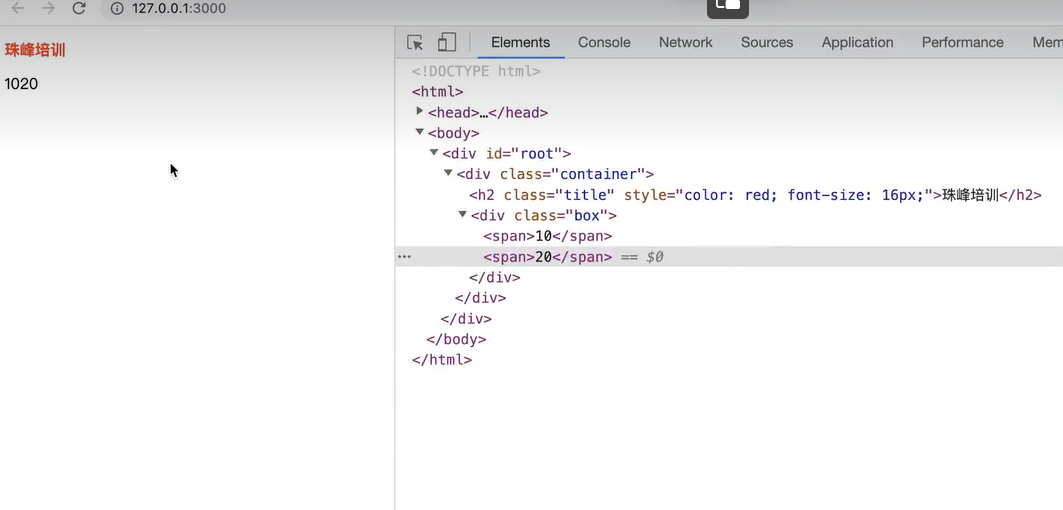 127.0.0.1:3000
珠峰培训
1020
Elements Console Network Sources Application Performance Mem
<!DOCTYPE html>
<html>
<head>…</head>
<body>
<div id="root">
<div class="container">
<h2 class="title" style="color: red; font-size: 16px;">珠峰培训</h2>
<div class="box">
<span>10</span>
<span>20</span> == $0
</div>
</div>
</div>
</body>
</html>